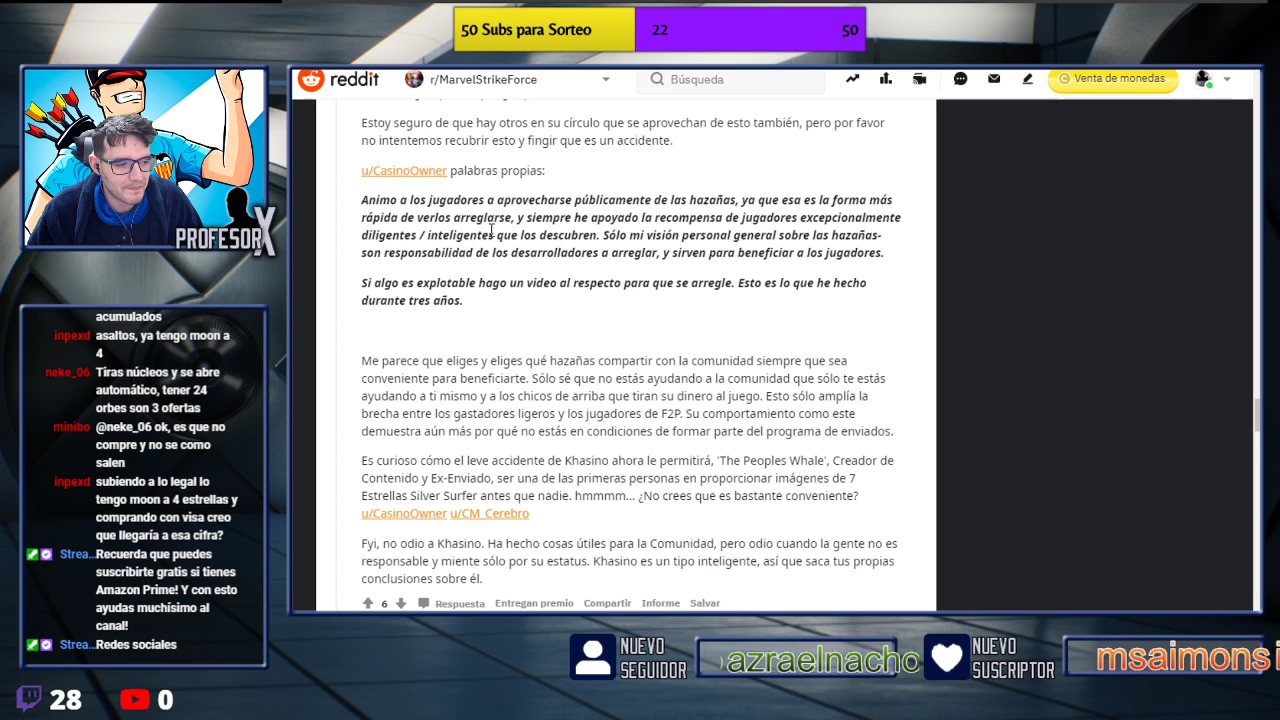 50 Subs para Sorteo 22 50
reddit r/MarvelStrikeForce Búsqueda Venta de monedas
Estoy seguro de que hay otros en su círculo que se aprovechan de esto también, pero por favor
no intentemos recubrir esto y fingir que es un accidente.
u/CasinoOwner palabras propias:
Animo a los jugadores a aprovecharse públicamente de las hazañas, ya que esa es la forma más
rápida de verlos arreglarse, y siempre he apoyado la recompensa de jugadores excepcionalmente
diligentes / inteligentes que los descubren. Sólo mi visión personal general sobre las hazañas-
son responsabilidad de los desarrolladores a arreglar, y sirven para beneficiar a los jugadores.
Si algo es explotable hago un video al respecto para que se arregle. Esto es lo que he hecho
durante tres años.
Me parece que eliges y eliges qué hazañas compartir con la comunidad siempre que sea
conveniente para beneficiarte. Sólo sé que no estás ayudando a la comunidad que sólo te estás
ayudando a ti mismo y a los chicos de arriba que tiran su dinero al juego. Esto sólo amplía la
brecha entre los gastadores ligeros y los jugadores de F2P. Su comportamiento como este
demuestra aún más por qué no estás en condiciones de formar parte del programa de enviados.
Es curioso cómo el leve accidente de Khasino ahora le permitirá, 'The Peoples Whale', Creador de
Contenido y Ex-Enviado, ser una de las primeras personas en proporcionar imágenes de 7
Estrellas Silver Surfer antes que nadie. hmmmm... ¿No crees que es bastante conveniente?
u/CasinoOwner u/CM_Cerebro
Fyi, no odio a Khasino. Ha hecho cosas útiles para la Comunidad, pero odio cuando la gente no es
responsable y miente sólo por su estatus. Khasino es un tipo inteligente, así que saca tus propias
conclusiones sobre él.
6 Respuesta Entregan premio Compartir Informe Salvar
PROFESOR X
acumulados
inpexd asaltos, ya tengo moon a
4
neke_06 Tiras núcleos y se abre
automático, tener 24
orbes son 3 ofertas
minibo @neke_06 ok, es que no
compre y no se como
salen
inpexd subiendo a lo legal lo
tengo moon a 4 estrellas y
comprando con visa creo
que llegaría a esa cifra?
Strea... Recuerda que puedes
suscribirte gratis si tienes
Amazon Prime! Y con esto
ayudas muchísimo al
canal!
Strea... Redes sociales
28 0
NUEVO
SEGUIDOR
azraelnacho
NUEVO
SUSCRIPTOR
msaimons